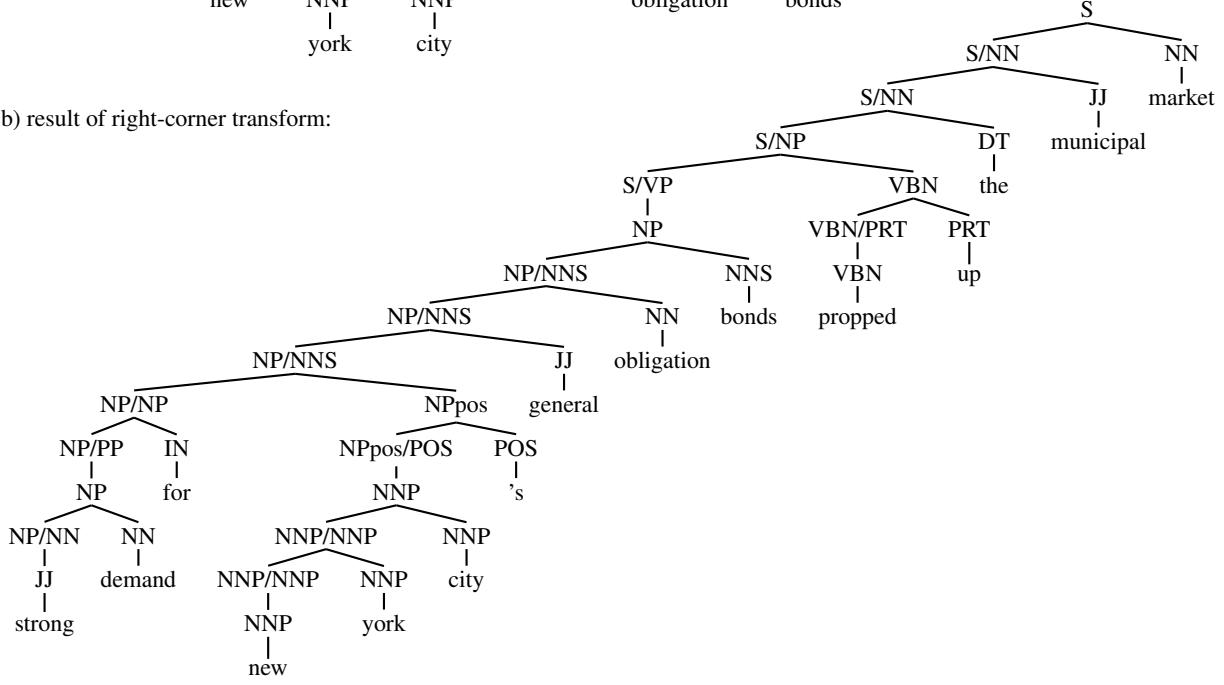 new NNP NNP obligation bonds
S
york city S/NN NN
S/NN JJ market
b) result of right-corner transform:
S/NP DT municipal
S/VP VBN the
NP VBN/PRT PRT
NP/NNS NNS VBN up
NP/NNS NN bonds propped
NP/NNS JJ obligation
NP/NP NPpos general
NP/PP IN NPpos/POS POS
NP for NNP 's
NP/NN NN NNP/NNP NNP
JJ demand NNP/NNP NNP city
strong NNP york
new